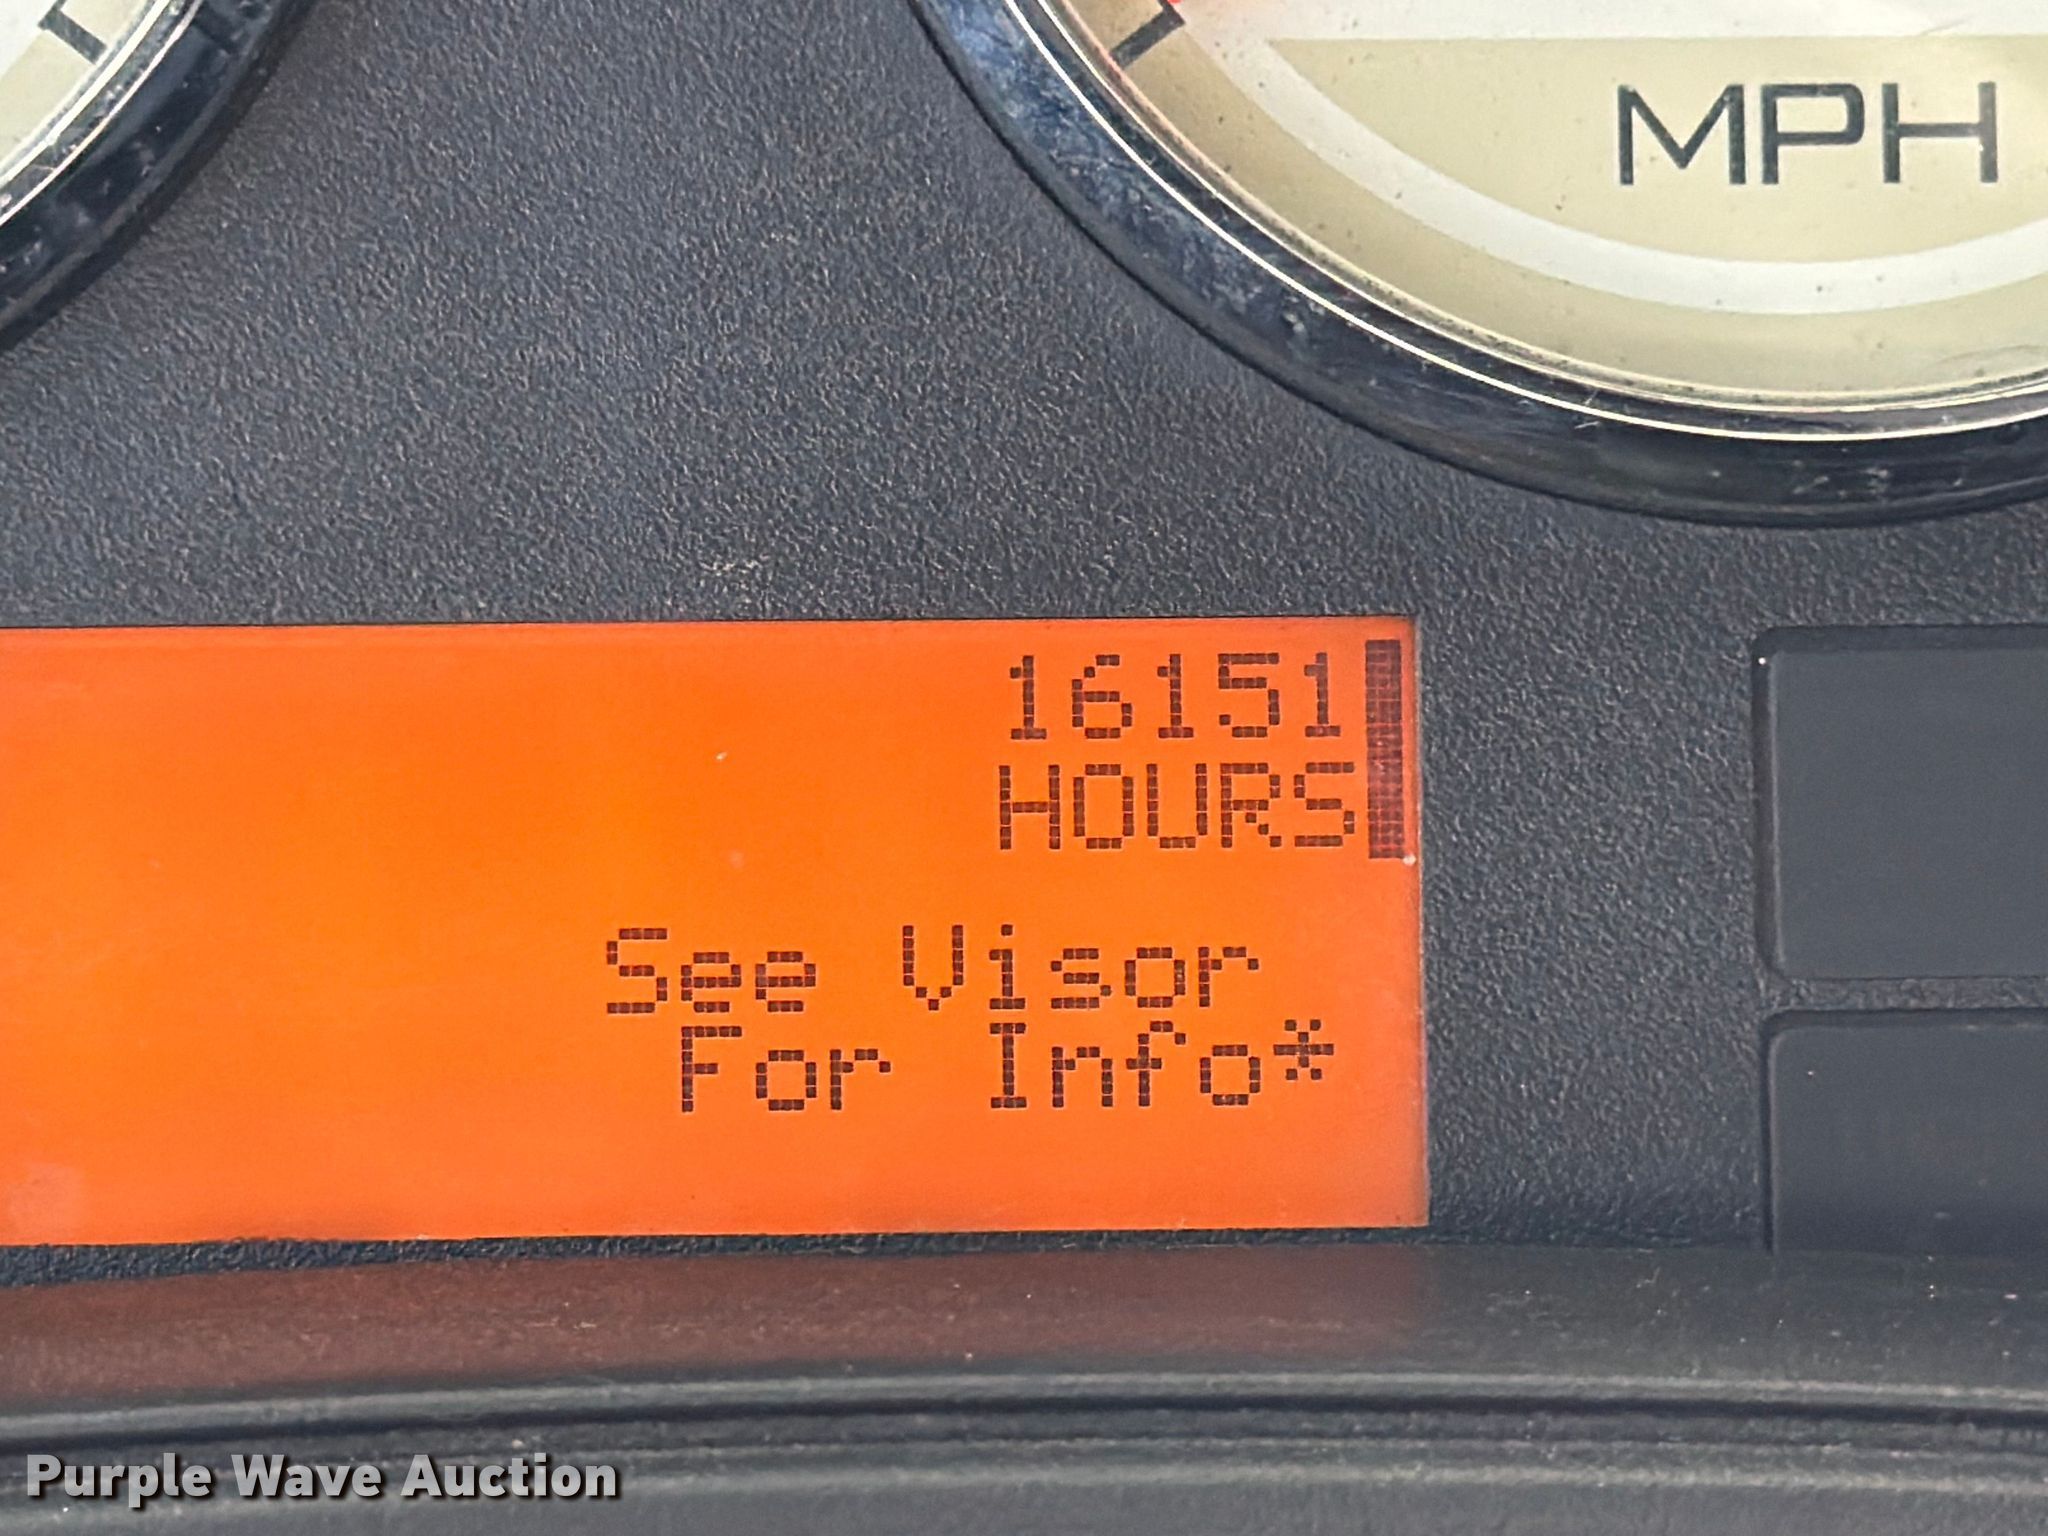 MPH
16151
HOURS
See Visor
For Info*
Purple Wave Auction